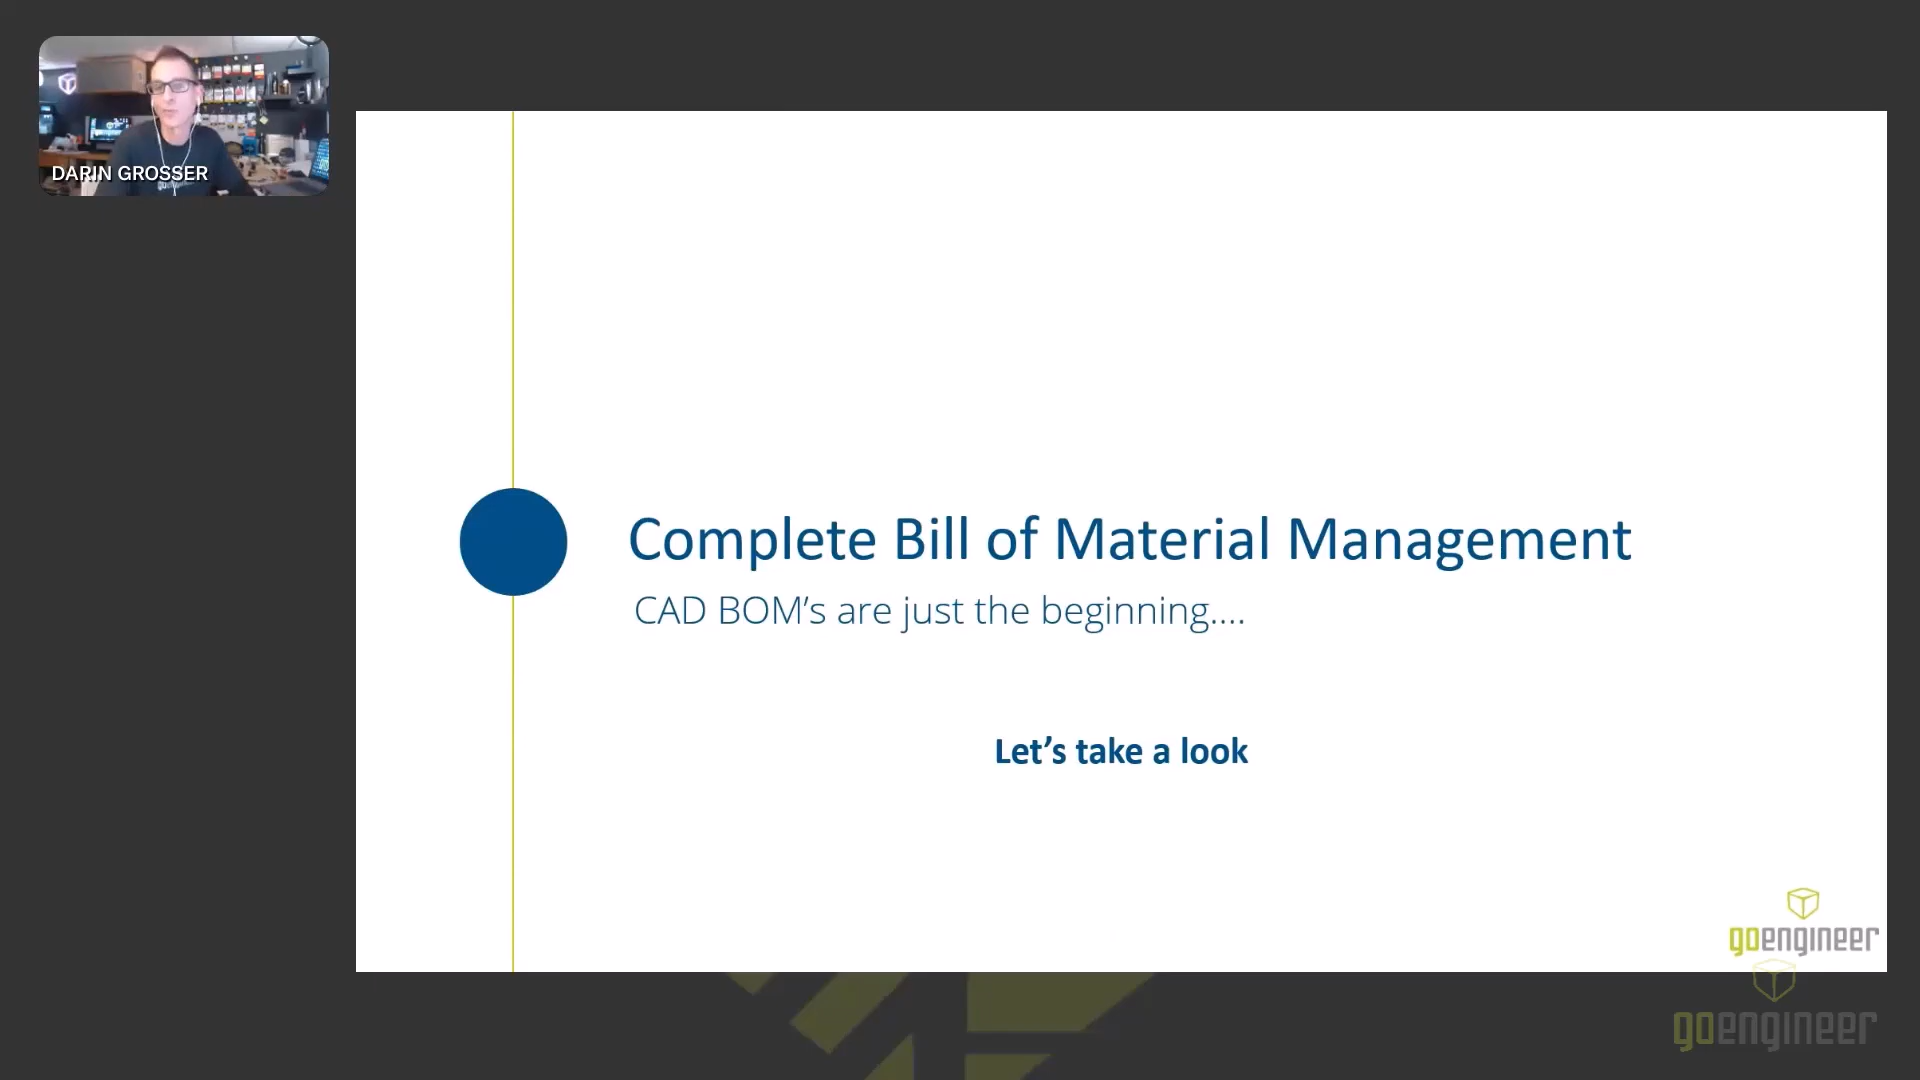 DARIN GROSSER
Complete Bill of Material Management
CAD BOM’s are just the beginning....
Let’s take a look
goengineer
goengineer